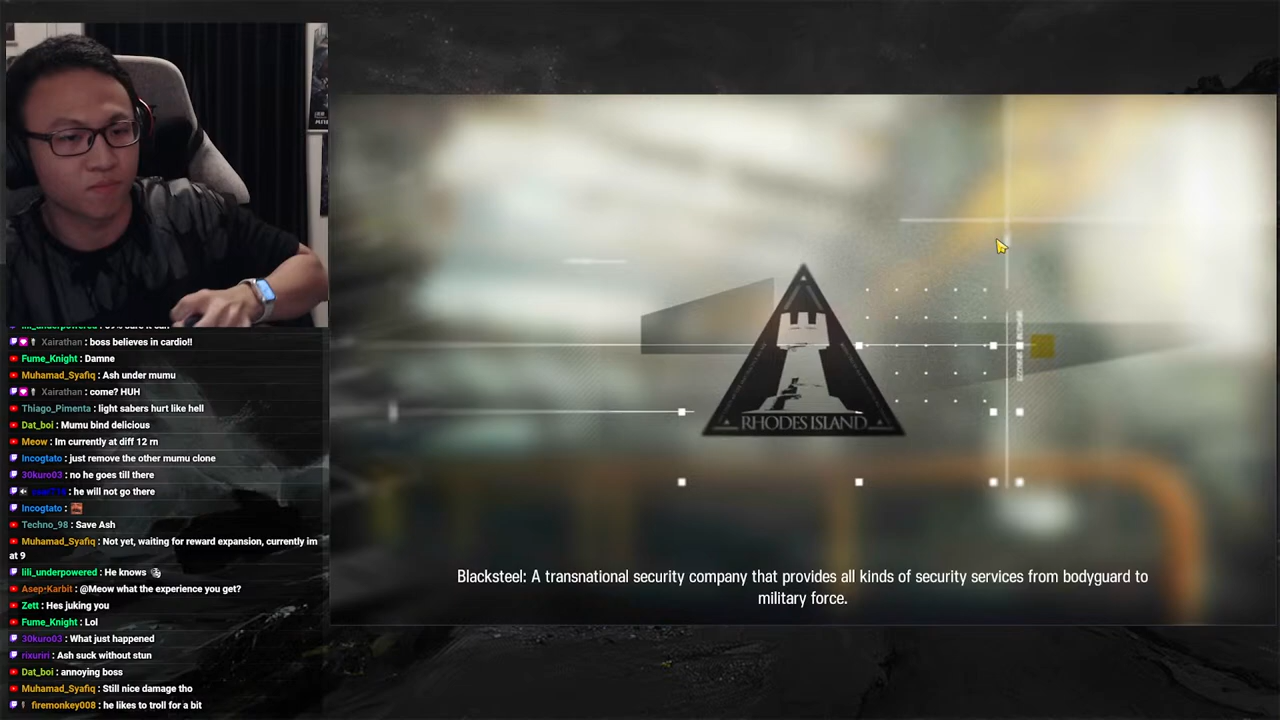 Xairathan : boss believes in cardio!!
Fume_Knight : Damne
Muhamad_Syafiq : Ash under mumu
Xairathan : come? HUH
Thiago_Pimenta : light sabers hurt like hell
Dat_boi : Mumu bind delicious
Meow : Im currently at diff 12 rn
Incogtato : just remove the other mumu clone
30kuro03 : no he goes till there
: he will not go there
Incogtato :
Techno_98 : Save Ash
Muhamad_Syafiq : Not yet, waiting for reward expansion, currently im
at 9
lili_underpowered : He knows
Asep-Karbit : @Meow what the experience you get?
Zett : Hes juking you
Fume_Knight : Lol
30kuro03 : What just happened
rixuriri : Ash suck without stun
Dat_boi : annoying boss
Muhamad_Syafiq : Still nice damage tho
firemonkey008 : he likes to troll for a bit
RHODES ISLAND
Blacksteel: A transnational security company that provides all kinds of security services from bodyguard to
military force.